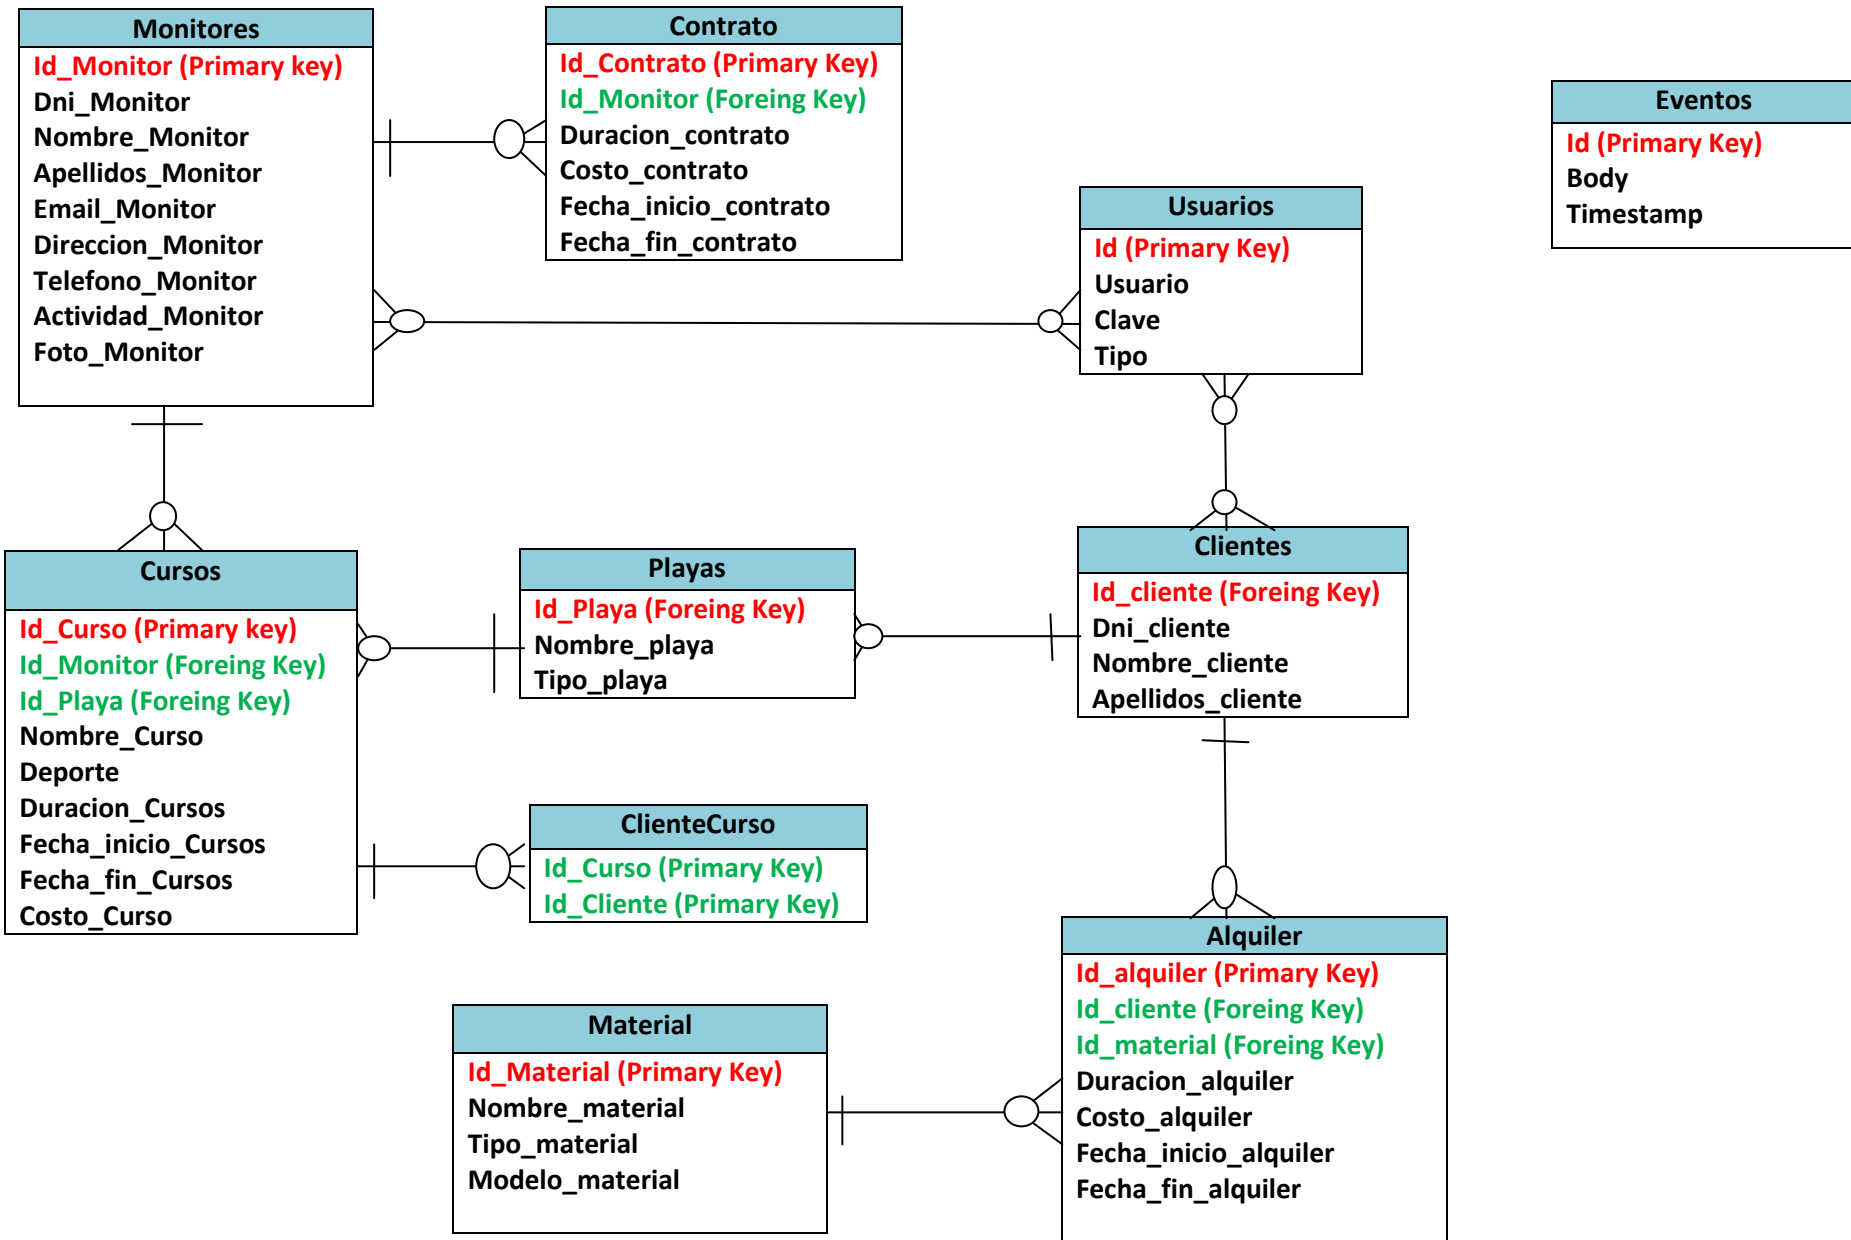 Monitores
Id_Monitor (Primary key)
Dni_Monitor
Nombre_Monitor
Apellidos_Monitor
Email_Monitor
Direccion_Monitor
Telefono_Monitor
Actividad_Monitor
Foto_Monitor
Contrato
Id_Contrato (Primary Key)
Id_Monitor (Foreing Key)
Duracion_contrato
Costo_contrato
Fecha_inicio_contrato
Fecha_fin_contrato
Eventos
Id (Primary Key)
Body
Timestamp
Usuarios
Id (Primary Key)
Usuario
Clave
Tipo
Cursos
Id_Curso (Primary key)
Id_Monitor (Foreing Key)
Id_Playa (Foreing Key)
Nombre_Curso
Deporte
Duracion_Cursos
Fecha_inicio_Cursos
Fecha_fin_Cursos
Costo_Curso
Playas
Id_Playa (Foreing Key)
Nombre_playa
Tipo_playa
Clientes
Id_cliente (Foreing Key)
Dni_cliente
Nombre_cliente
Apellidos_cliente
ClienteCurso
Id_Curso (Primary Key)
Id_Cliente (Primary Key)
Material
Id_Material (Primary Key)
Nombre_material
Tipo_material
Modelo_material
Alquiler
Id_alquiler (Primary Key)
Id_cliente (Foreing Key)
Id_material (Foreing Key)
Duracion_alquiler
Costo_alquiler
Fecha_inicio_alquiler
Fecha_fin_alquiler